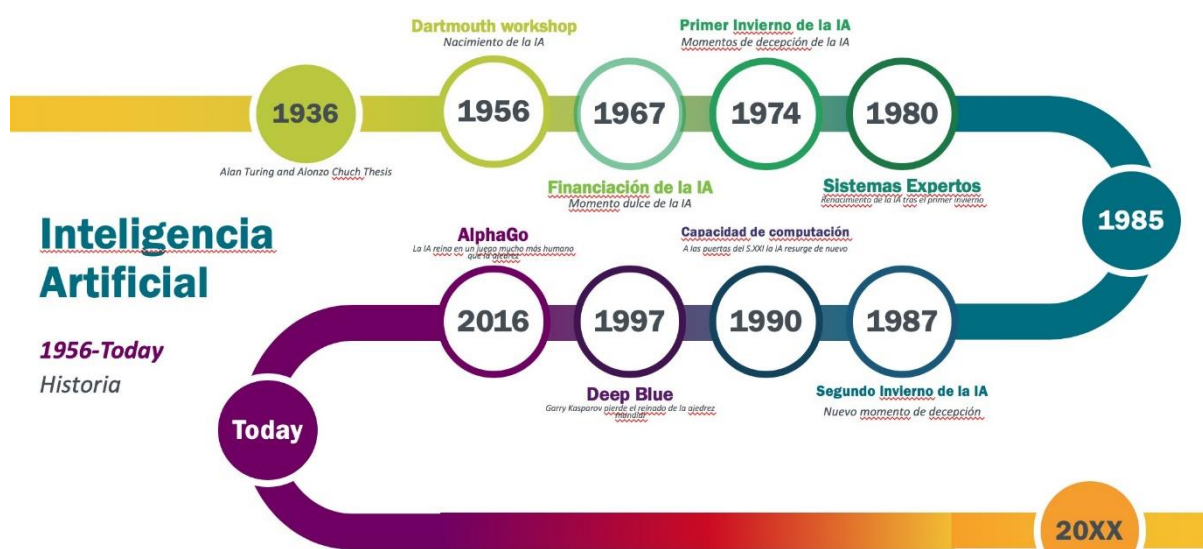 Dartmouth workshop
Nacimiento de la IA
Primer Invierno de la IA
Momentos de decepción de la IA
1936
1956
1967
1974
1980
Alan Turing and Alonzo Chuch Thesis
Financiación de la IA
Momento dulce de la IA
Sistemas Expertos
Renacimiento de la IA tras el primer invierno
1985
Inteligencia
Artificial
1956-Today
Historia
AlphaGo
La IA reina en un juego mucho más humano
que la ajedrez
Capacidad de computación
A las puertas del S.XXI la IA resurge de nuevo
2016
1997
1990
1987
Deep Blue
Garry Kasparov pierde el reinado de la ajedrez
mundial
Segundo Invierno de la IA
Nuevo momento de decepción
Today
20XX